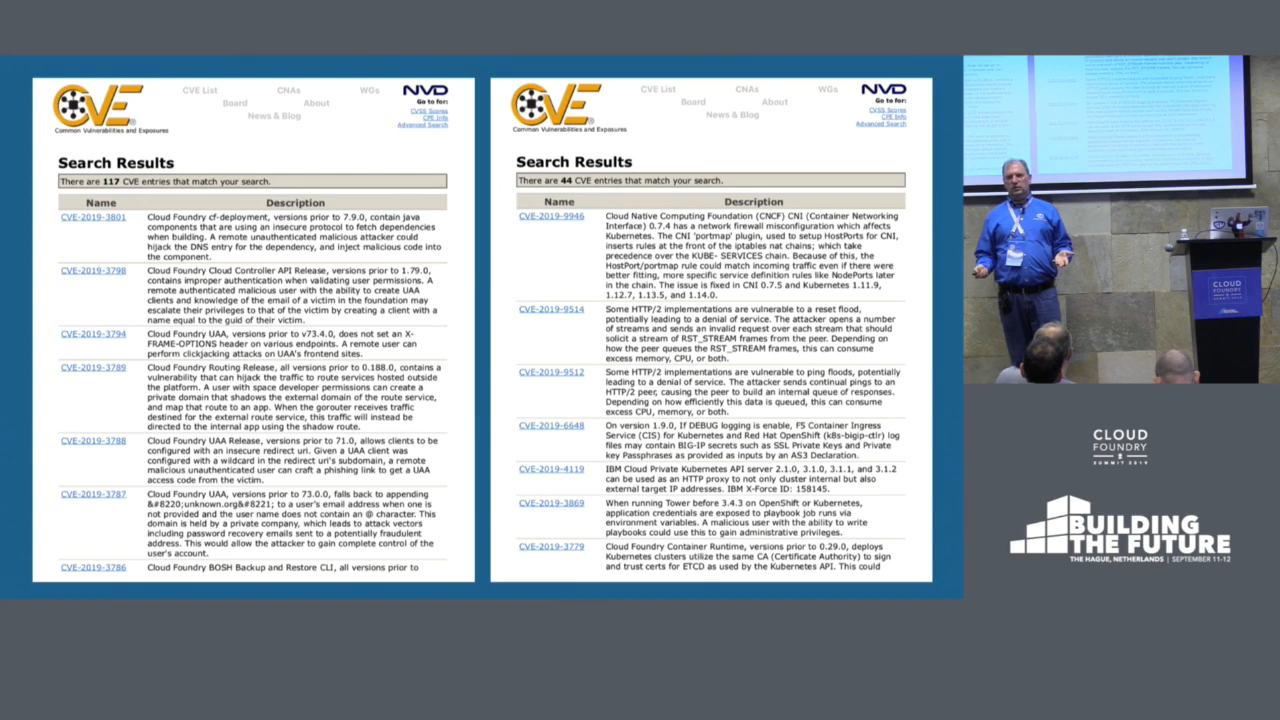 CVE
Common Vulnerabilities and Exposures
CVE List
CNAs
WGs
Board
About
News & Blog
NVD
Go to for:
CVSS Scores
CPE Info
Advanced Search
Search Results
There are 117 CVE entries that match your search.
Name
Description
CVE-2019-3801
Cloud Foundry cf-deployment, versions prior to 7.9.0, contain java
components that are using an insecure protocol to fetch dependencies
when building. A remote unauthenticated malicious attacker could
hijack the DNS entry for the dependency, and inject malicious code into
the component.
CVE-2019-3798
Cloud Foundry Cloud Controller API Release, versions prior to 1.79.0,
contains improper authentication when validating user permissions. A
remote authenticated malicious user with the ability to create UAA
clients and knowledge of the email of a victim in the foundation may
escalate their privileges to that of the victim by creating a client with a
name equal to the guid of their victim.
CVE-2019-3794
Cloud Foundry UAA, versions prior to v73.4.0, does not set an X-
FRAME-OPTIONS header on various endpoints. A remote user can
perform clickjacking attacks on UAA's frontend sites.
CVE-2019-3789
Cloud Foundry Routing Release, all versions prior to 0.188.0, contains a
vulnerability that can hijack the traffic to route services hosted outside
the platform. A user with space developer permissions can create a
private domain that shadows the external domain of the route service,
and map that route to an app. When the gorouter receives traffic
destined for the external route service, this traffic will instead be
directed to the internal app using the shadow route.
CVE-2019-3788
Cloud Foundry UAA Release, versions prior to 71.0, allows clients to be
configured with an insecure redirect uri. Given a UAA client was
configured with a wildcard in the redirect uri's subdomain, a remote
malicious unauthenticated user can craft a phishing link to get a UAA
access code from the victim.
CVE-2019-3787
Cloud Foundry UAA, versions prior to 73.0.0, falls back to appending
&#8220;unknown.org&#8221; to a user's email address when one is
not provided and the user name does not contain an @ character. This
domain is held by a private company, which leads to attack vectors
including password recovery emails sent to a potentially fraudulent
address. This would allow the attacker to gain complete control of the
user's account.
CVE-2019-3786
Cloud Foundry BOSH Backup and Restore CLI, all versions prior to
CVE
Common Vulnerabilities and Exposures
CVE List
CNAs
WGs
Board
About
News & Blog
NVD
Go to for:
CVSS Scores
CPE Info
Advanced Search
Search Results
There are 44 CVE entries that match your search.
Name
Description
CVE-2019-9946
Cloud Native Computing Foundation (CNCF) CNI (Container Networking
Interface) 0.7.4 has a network firewall misconfiguration which affects
Kubernetes. The CNI 'portmap' plugin, used to setup HostPorts for CNI,
inserts rules at the front of the iptables nat chains; which take
precedence over the KUBE- SERVICES chain. Because of this, the
HostPort/portmap rule could match incoming traffic even if there were
better fitting, more specific service definition rules like NodePorts later
in the chain. The issue is fixed in CNI 0.7.5 and Kubernetes 1.11.9,
1.12.7, 1.13.5, and 1.14.0.
CVE-2019-9514
Some HTTP/2 implementations are vulnerable to a reset flood,
potentially leading to a denial of service. The attacker opens a
number of streams and sends an invalid request over each stream that should
solicit a stream of RST_STREAM frames from the peer. Depending on
how the peer queues the RST_STREAM frames, this can consume
excess memory, CPU, or both.
CVE-2019-9512
Some HTTP/2 implementations are vulnerable to ping floods, potentially
leading to a denial of service. The attacker sends continual pings to an
HTTP/2 peer, causing the peer to build an internal queue of responses.
Depending on how efficiently this data is queued, this can consume
excess CPU, memory, or both.
CVE-2019-6648
On version 1.9.0, If DEBUG logging is enable, F5 Container Ingress
Service (CIS) for Kubernetes and Red Hat OpenShift (k8s-bigip-ctlr) log
files may contain BIG-IP secrets such as SSL Private Keys and Private
key Passphrases as provided as inputs by an AS3 Declaration.
CVE-2019-4119
IBM Cloud Private Kubernetes API server 2.1.0, 3.1.0, 3.1.1, and 3.1.2
can be used as an HTTP proxy to not only cluster internal but also
external target IP addresses. IBM X-Force ID: 158145.
CVE-2019-3869
When running Tower before 3.4.3 on OpenShift or Kubernetes,
application credentials are exposed to playbook job runs via
environment variables. A malicious user with the ability to write
playbooks could use this to gain administrative privileges.
CVE-2019-3779
Cloud Foundry Container Runtime, versions prior to 0.29.0, deploys
Kubernetes clusters utilize the same CA (Certificate Authority) to sign
and trust certs for ETCD as used by the Kubernetes API. This could
CLOUD
FOUNDRY
CLOUD
FOUNDRY
SUMMIT 2019
BUILDING
THE FUTURE
THE HAGUE, NETHERLANDS | SEPTEMBER 11-12